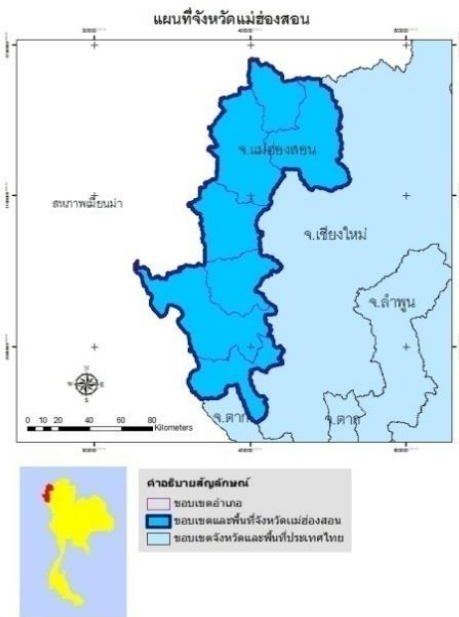 แผนที่จังหวัดแม่ฮ่องสอน
จ.แม่ฮ่องสอน
สหภาพเมียนม่า
จ.เชียงใหม่
จ.ลำพูน
จ.ตาก
จ.ตาก
N
W E
S
0 10 20 40 60 80
Kilometers
คำอธิบายสัญลักษณ์
ขอบเขตอำเภอ
ขอบเขตและพื้นที่จังหวัดแม่ฮ่องสอน
ขอบเขตจังหวัดและพื้นที่ประเทศไทย